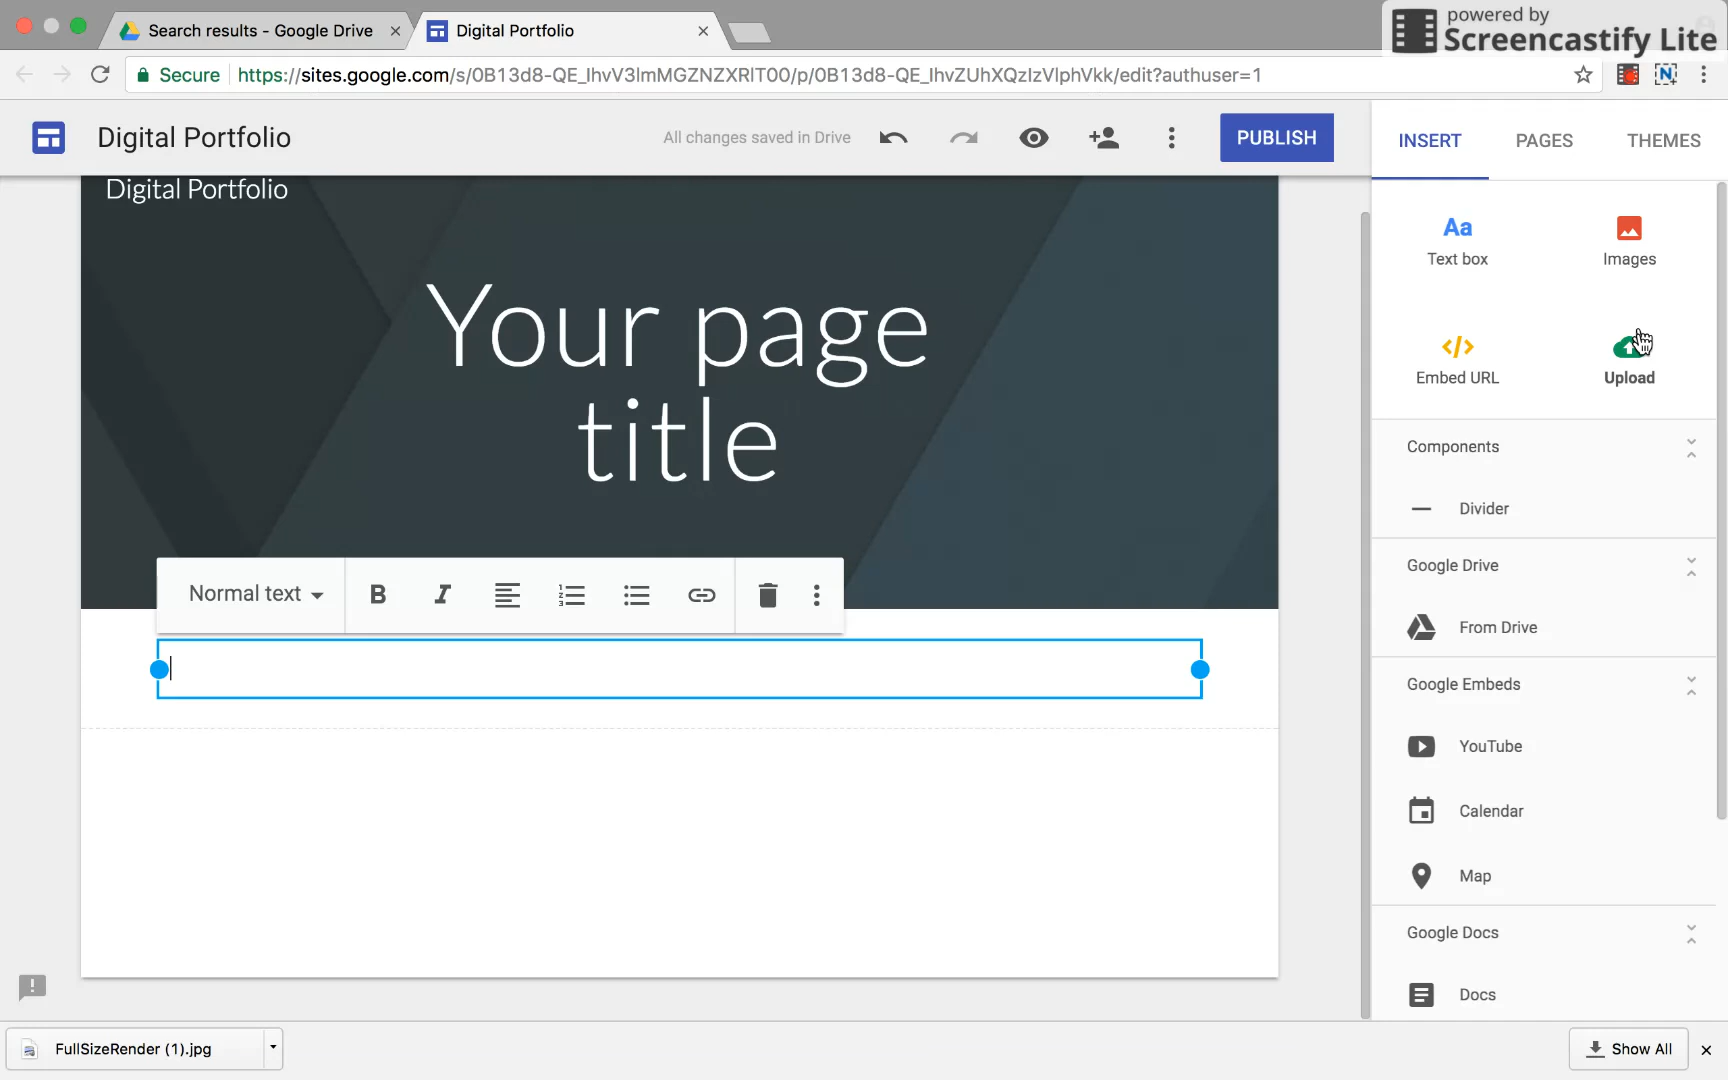 Search results - Google Drive
Digital Portfolio
powered by
Screencastify Lite
Secure
https://sites.google.com/s/0B13d8-QE_IhvV3lmMGZNZXRlT00/p/0B13d8-QE_IhvZUhXQzIzVlphVkk/edit?authuser=1
Digital Portfolio
All changes saved in Drive
PUBLISH
INSERT
PAGES
THEMES
Digital Portfolio
Your page
title
Aa
Text box
Images
Embed URL
Upload
Components
Divider
Google Drive
From Drive
Normal text
B
I
Google Embeds
YouTube
Calendar
Map
Google Docs
Docs
FullSizeRender (1).jpg
Show All